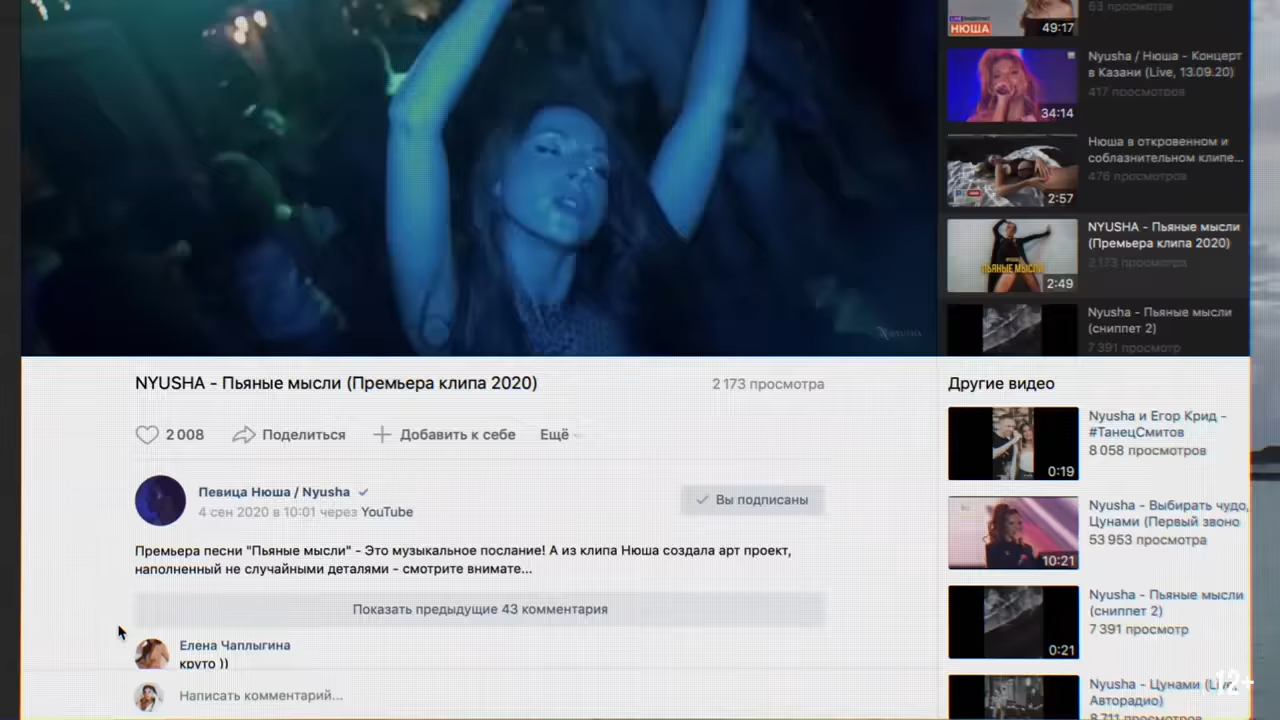 63 просмотра
LIVE
НЮША
49:17
Nyusha / Нюша - Концерт
в Казани (Live, 13.09.20)
417 просмотров
34:14
Нюша в откровенном и
соблазнительном клипе...
476 просмотров
2:57
NYUSHA - Пьяные мысли
(Премьера клипа 2020)
2 173 просмотра
ПЬЯНЫЕ МЫСЛИ
2:49
Nyusha - Пьяные мысли
(сниппет 2)
7 391 просмотр
NYUSHA
NYUSHA - Пьяные мысли (Премьера клипа 2020)
2 173 просмотра
2 008
Поделиться
Добавить к себе
Ещё
Певица Нюша / Nyusha
4 сен 2020 в 10:01 через YouTube
Вы подписаны
Премьера песни "Пьяные мысли" - Это музыкальное послание! А из клипа Нюша создала арт проект,
наполненный не случайными деталями - смотрите внимате...
Показать предыдущие 43 комментария
Елена Чаплыгина
круто ))
Написать комментарий...
Другие видео
Nyusha и Егор Крид -
#ТанецСмитов
8 058 просмотров
0:19
Nyusha - Выбирать чудо,
Цунами (Первый звоно
53 953 просмотра
10:21
Nyusha - Пьяные мысли
(сниппет 2)
7 391 просмотр
0:21
Nyusha - Цунами (Live
Авторадио)
8 711 просмотров
12+